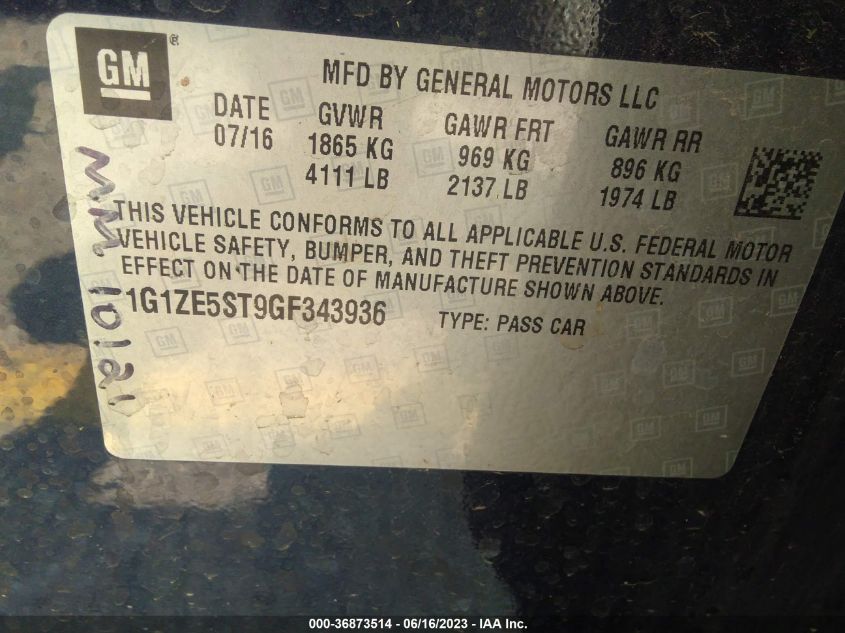 GM ®
MFD BY GENERAL MOTORS LLC
DATE GVWR GAWR FRT GAWR RR
07/16 1865 KG 969 KG 896 KG
4111 LB 2137 LB 1974 LB
THIS VEHICLE CONFORMS TO ALL APPLICABLE U.S. FEDERAL MOTOR
VEHICLE SAFETY, BUMPER, AND THEFT PREVENTION STANDARDS IN
EFFECT ON THE DATE OF MANUFACTURE SHOWN ABOVE.
1G1ZE5ST9GF343936 TYPE: PASS CAR
000-36873514 - 06/16/2023 - IAA Inc.